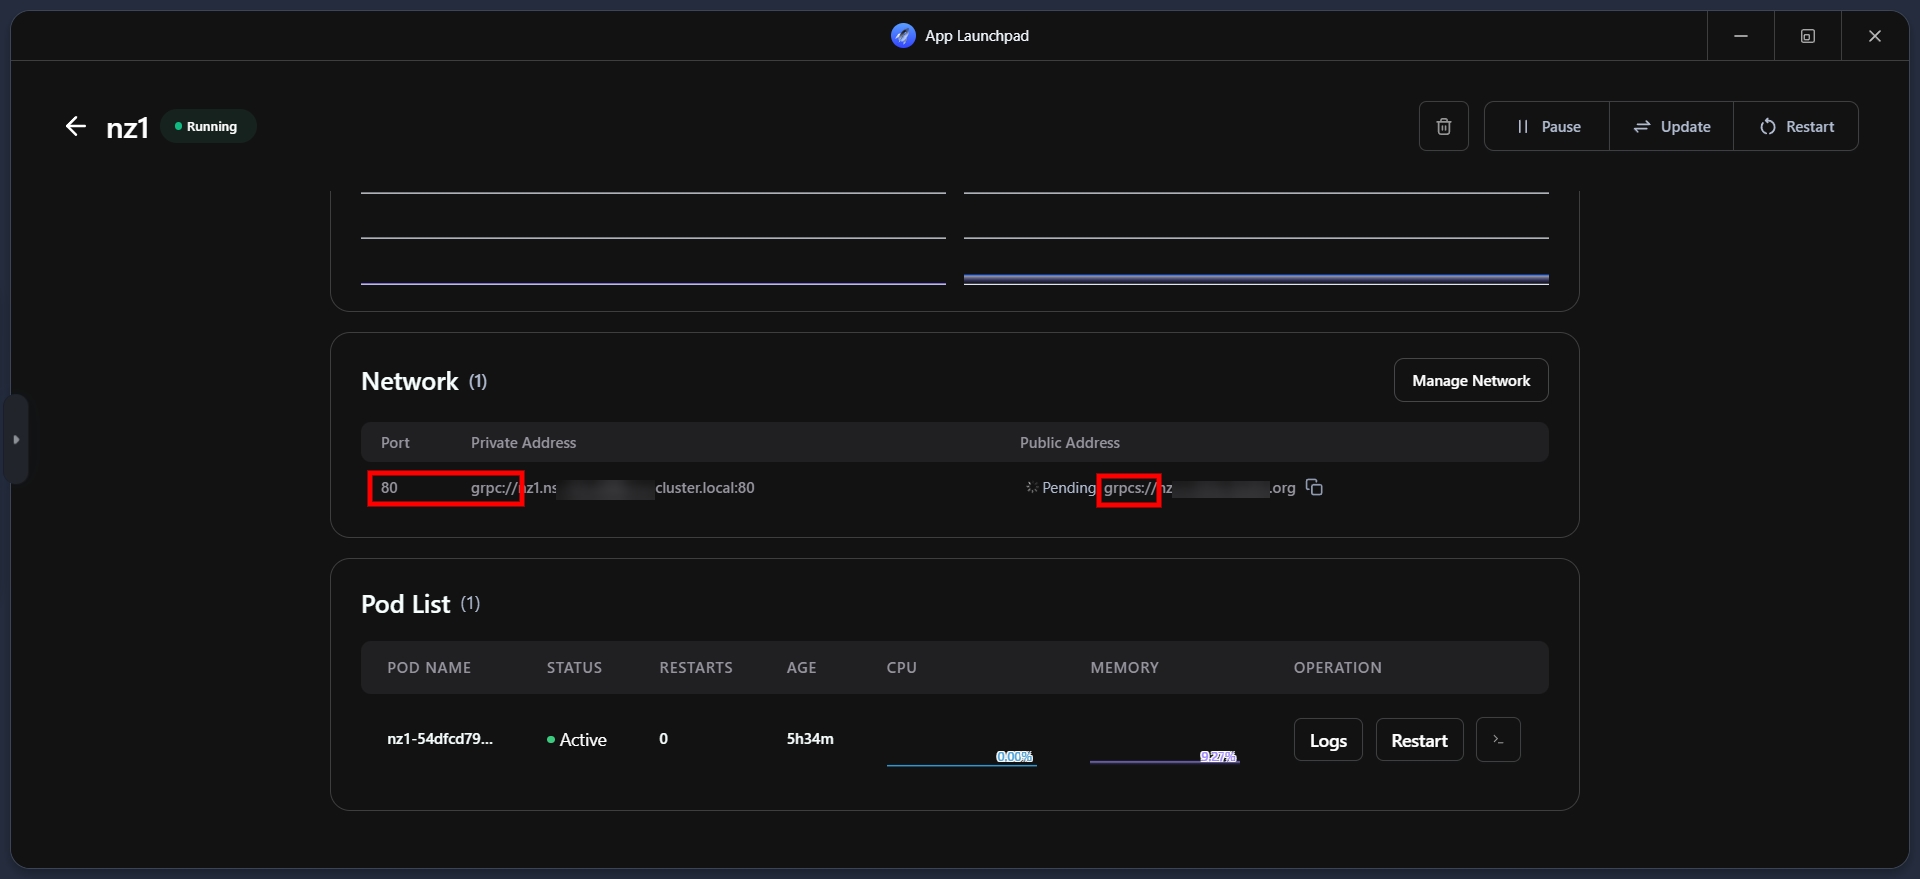 App Launchpad
nz1 Running Pause Update Restart
Network (1) Manage Network
Port Private Address Public Address
80 grpc://nz1.ns cluster.local:80 Pending grpcs://nz .org
Pod List (1)
POD NAME STATUS RESTARTS AGE CPU MEMORY OPERATION
nz1-54dfcd79... Active 0 5h34m 0.00% 9.27% Logs Restart >_